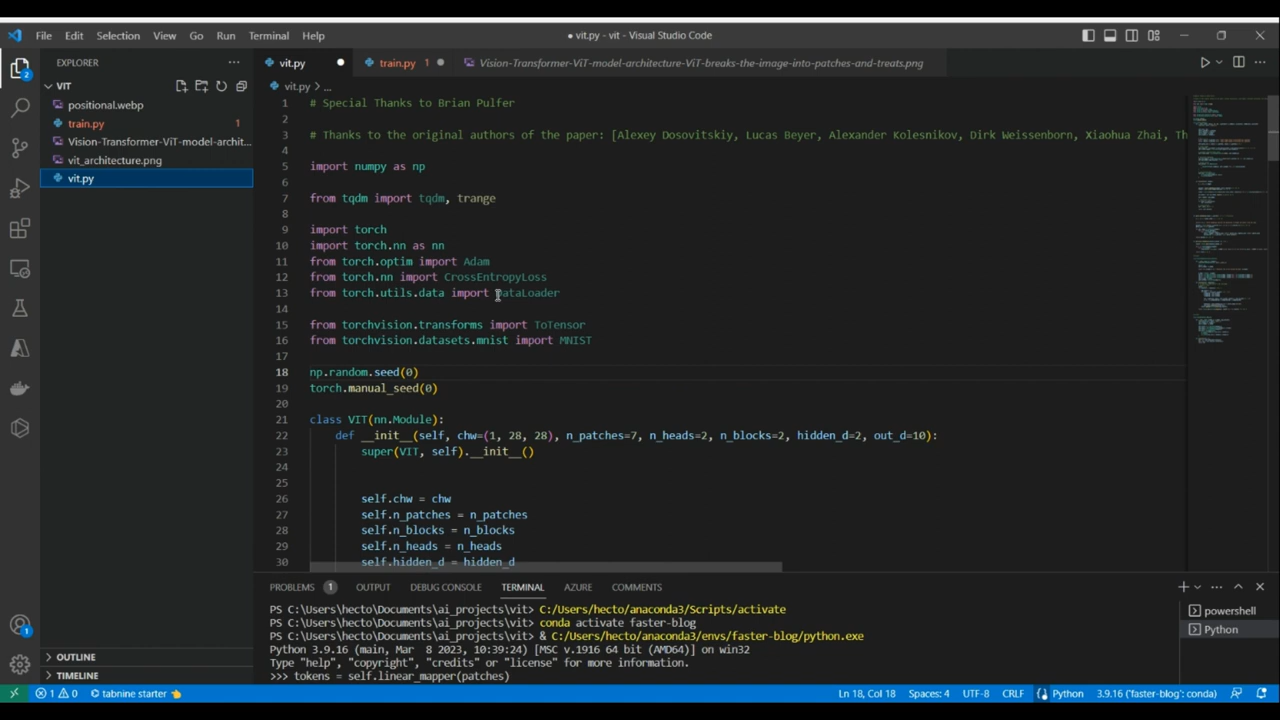 File Edit Selection View Go Run Terminal Help
● vit.py - vit - Visual Studio Code
EXPLORER
VIT
positional.webp
train.py 1
Vision-Transformer-ViT-model-archit...
vit_architecture.png
vit.py
OUTLINE
TIMELINE
2
1
vit.py ● train.py 1 ● Vision-Transformer-ViT-model-architecture-ViT-breaks-the-image-into-patches-and-treats.png
vit.py > ...
1 # Special Thanks to Brian Pulfer
2
3 # Thanks to the original authors of the paper: [Alexey Dosovitskiy, Lucas Beyer, Alexander Kolesnikov, Dirk Weissenborn, Xiaohua Zhai, Th
4
5 import numpy as np
6
7 from tqdm import tqdm, trange
8
9 import torch
10 import torch.nn as nn
11 from torch.optim import Adam
12 from torch.nn import CrossEntropyLoss
13 from torch.utils.data import DataLoader
14
15 from torchvision.transforms import ToTensor
16 from torchvision.datasets.mnist import MNIST
17
18 np.random.seed(0)
19 torch.manual_seed(0)
20
21 class VIT(nn.Module):
22 def __init__(self, chw=(1, 28, 28), n_patches=7, n_heads=2, n_blocks=2, hidden_d=2, out_d=10):
23 super(VIT, self).__init__()
24
25
26 self.chw = chw
27 self.n_patches = n_patches
28 self.n_blocks = n_blocks
29 self.n_heads = n_heads
30 self.hidden_d = hidden_d
PROBLEMS 1 OUTPUT DEBUG CONSOLE TERMINAL AZURE COMMENTS
PS C:\Users\hecto\Documents\ai_projects\vit> C:/Users/hecto/anaconda3/Scripts/activate
PS C:\Users\hecto\Documents\ai_projects\vit> conda activate faster-blog
PS C:\Users\hecto\Documents\ai_projects\vit> & C:/Users/hecto/anaconda3/envs/faster-blog/python.exe
Python 3.9.16 (main, Mar 8 2023, 10:39:24) [MSC v.1916 64 bit (AMD64)] on win32
Type "help", "copyright", "credits" or "license" for more information.
>>> tokens = self.linear_mapper(patches)
powershell
Python
1 0 tabnine starter 👈 Ln 18, Col 18 Spaces: 4 UTF-8 CRLF Python 3.9.16 ('faster-blog': conda)